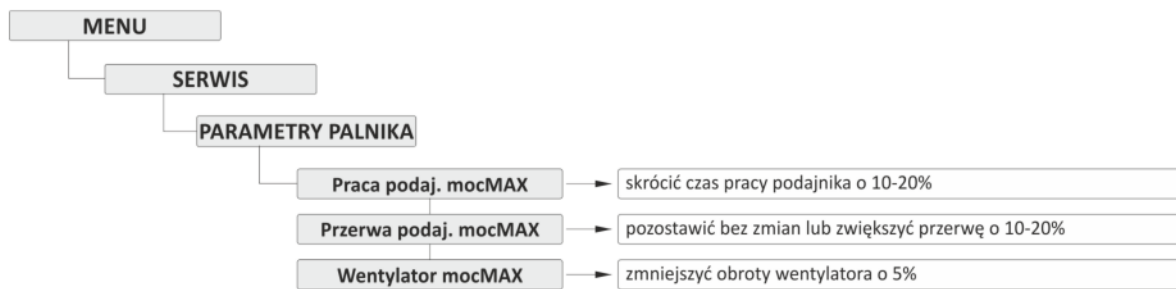 MENU
SERWIS
PARAMETRY PALNIKA
Praca podaj. mocMAX
skrócić czas pracy podajnika o 10-20%
Przerwa podaj. mocMAX
pozostawić bez zmian lub zwiększyć przerwę o 10-20%
Wentylator mocMAX
zmniejszyć obroty wentylatora o 5%